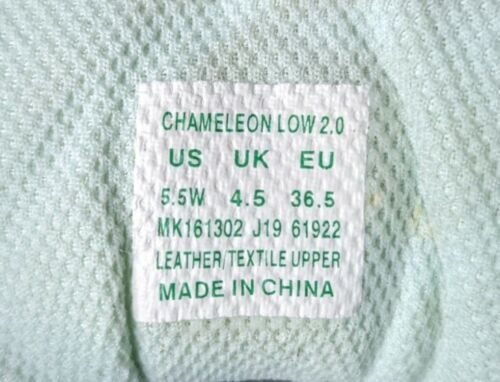 CHAMELEON LOW 2.0
US UK EU
5.5W 4.5 36.5
MK161302 J19 61922
LEATHER/TEXTILE UPPER
MADE IN CHINA